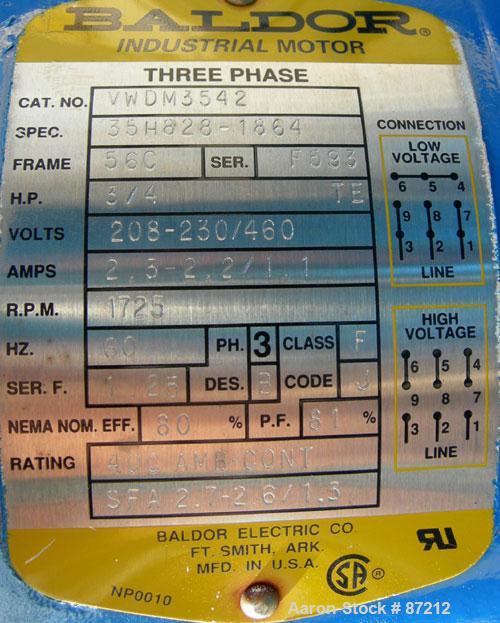 BALDOR®
INDUSTRIAL MOTOR
THREE PHASE
CAT. NO. VWDM3542
SPEC. 35H828-1864
FRAME 56C SER. F593
H.P. 3/4 TE
VOLTS 208-230/460
AMPS 2.3-2.2/1.1
R.P.M. 1725
HZ. 60 PH. 3 CLASS F
SER. F. 1.25 DES. B CODE J
NEMA NOM. EFF. 80 % P.F. 81 %
RATING 40C AMB-CONT
SFA 2.7-2.6/1.3
CONNECTION
LOW
VOLTAGE
6 5 4
9 8 7
3 2 1
LINE
HIGH
VOLTAGE
6 5 4
9 8 7
3 2 1
LINE
BALDOR ELECTRIC CO.
FT. SMITH, ARK.
MFD. IN U.S.A.
NP0010
SA
Aaron Stock # 87212